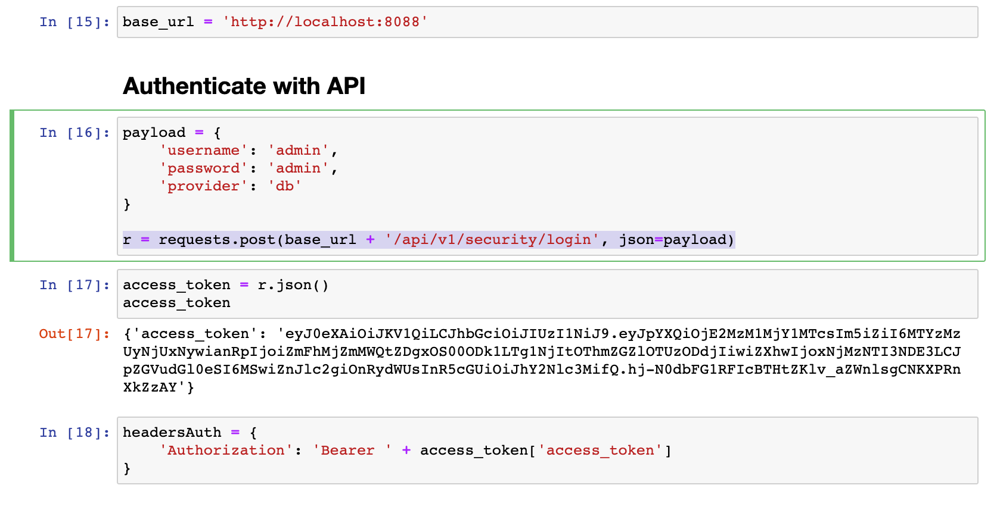 In [15]: base_url = 'http://localhost:8088'
Authenticate with API
In [16]: payload = {
    'username': 'admin',
    'password': 'admin',
    'provider': 'db'
}
r = requests.post(base_url + '/api/v1/security/login', json=payload)
In [17]: access_token = r.json()
access_token
Out[17]: {'access_token': 'eyJ0eXAiOiJKV1QiLCJhbGciOiJIUzI1NiJ9.eyJpYXQiOjE2MzM1MjY1MTcsIm5iZiI6MTYzMz
UyNjUxNywianRpIjoiZmFhMjZmMWQtZDgxOS00ODk1LTg1NjItOThmZGZlOTUzODdjIiwiZXhwIjoxNjMzNTI3NDE3LCJ
pZGVudGl0eSI6MSwiZnJlc2giOnRydWUsInR5cGUiOiJhY2Nlc3MifQ.hj-N0dbFG1RFIcBTHtZKlv_aZWnlsgCNKXPRn
XkZzAY'}
In [18]: headersAuth = {
    'Authorization': 'Bearer ' + access_token['access_token']
}